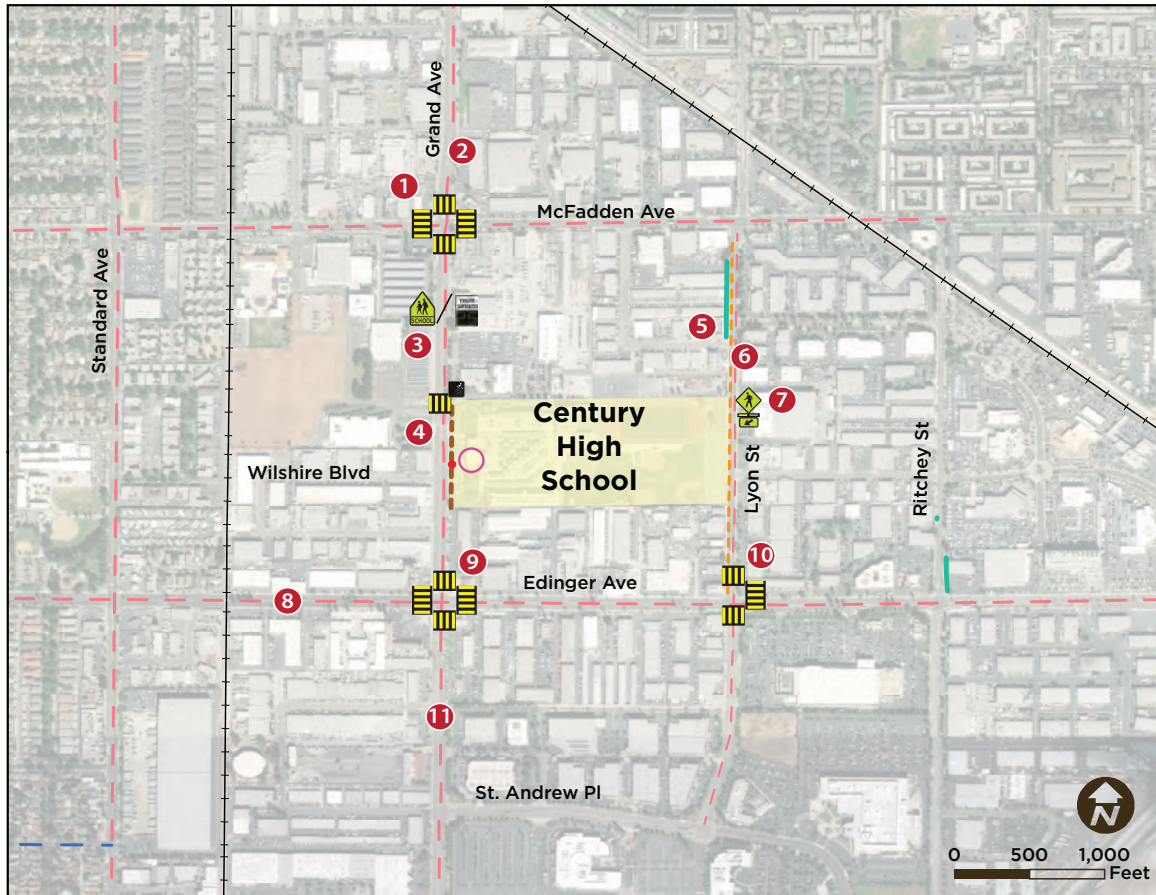 Grand Ave
2
1
McFadden Ave
Standard Ave
SCHOOL
3
5
6
7
4
Century
High
School
Wilshire Blvd
Lyon St
Ritchey St
9
10
Edinger Ave
8
11
St. Andrew Pl
N
0 500 1,000
Feet